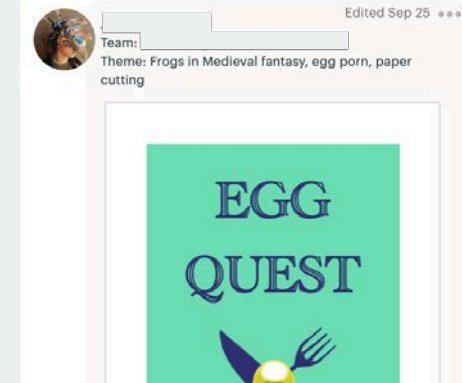 Edited Sep 25
Team:
Theme: Frogs in Medieval fantasy, egg porn, paper
cutting
EGG
QUEST